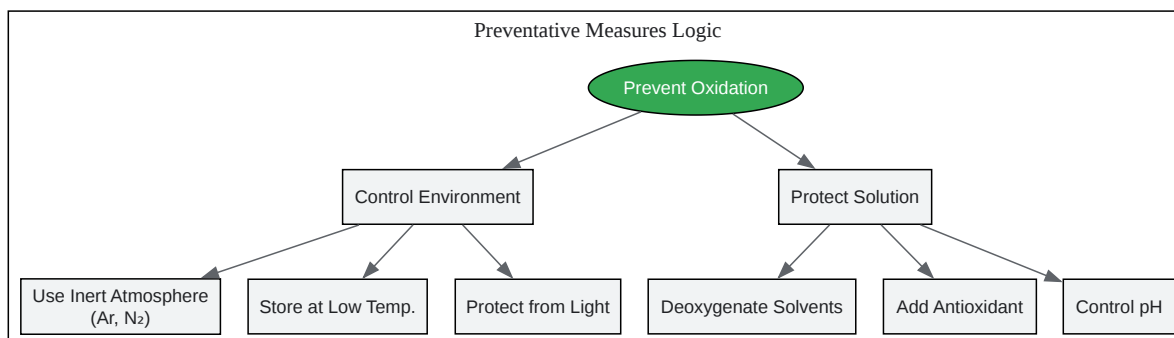 Preventative Measures Logic
Prevent Oxidation
Control Environment
Protect Solution
Use Inert Atmosphere
(Ar, N₂)
Store at Low Temp.
Protect from Light
Deoxygenate Solvents
Add Antioxidant
Control pH